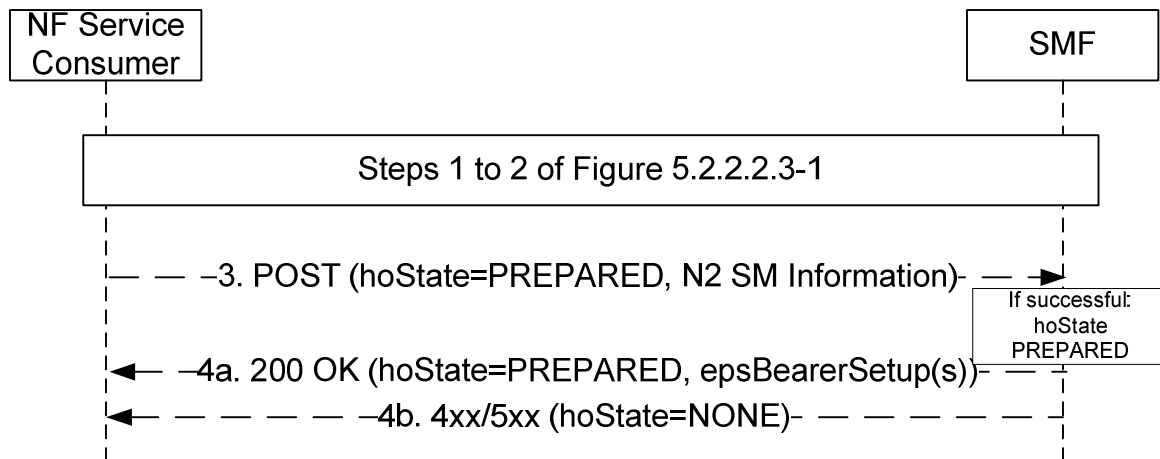 NF Service
Consumer
SMF
Steps 1 to 2 of Figure 5.2.2.2.3-1
3. POST (hoState=PREPARED, N2 SM Information)
If successful:
hoState
PREPARED
4a. 200 OK (hoState=PREPARED, epsBearerSetup(s))
4b. 4xx/5xx (hoState=NONE)